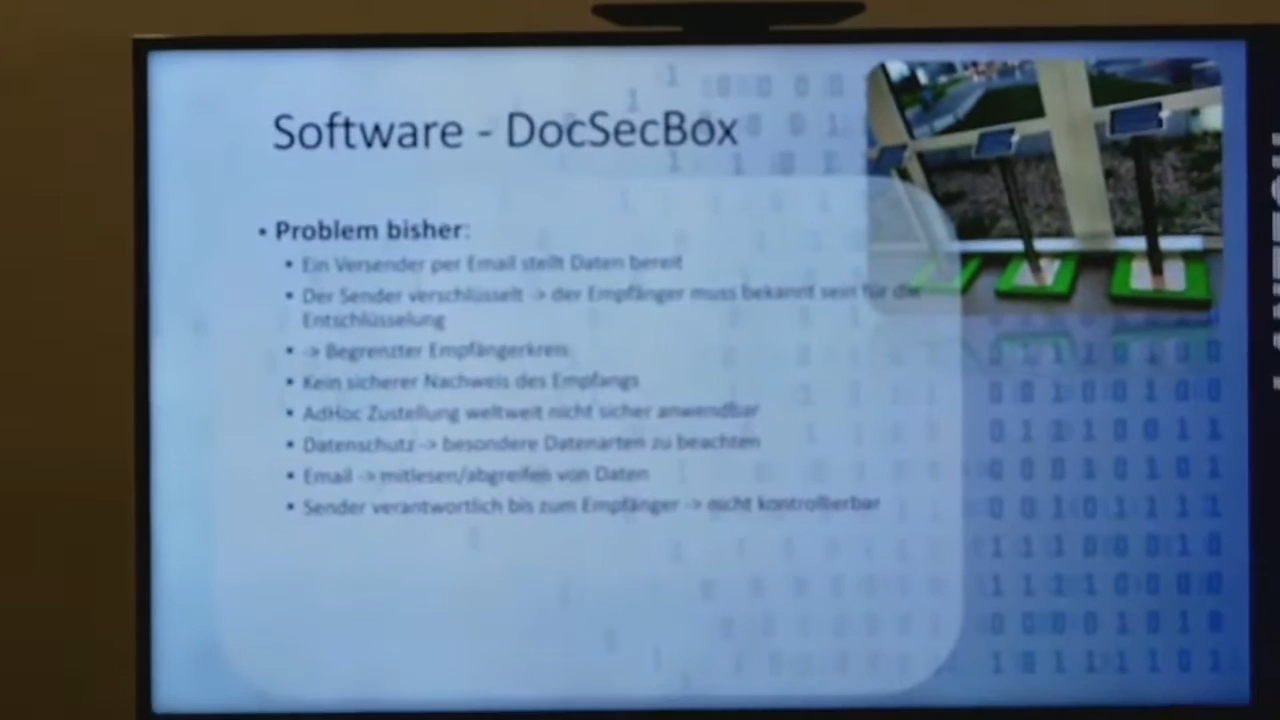 Software - DocSecBox
• Problem bisher:
• Ein Versender per Email stellt Daten bereit
• Der Sender verschlüsselt -> der Empfänger muss bekannt sein für die
Entschlüsselung
• -> Begrenzter Empfängerkreis
• Kein sicherer Nachweis des Empfangs
• AdHoc Zustellung weltweit nicht sicher anwendbar
• Datenschutz -> besondere Datenarten zu beachten
• Email -> mitlesen/abgreifen von Daten
• Sender verantwortlich bis zum Empfänger -> nicht kontrollierbar